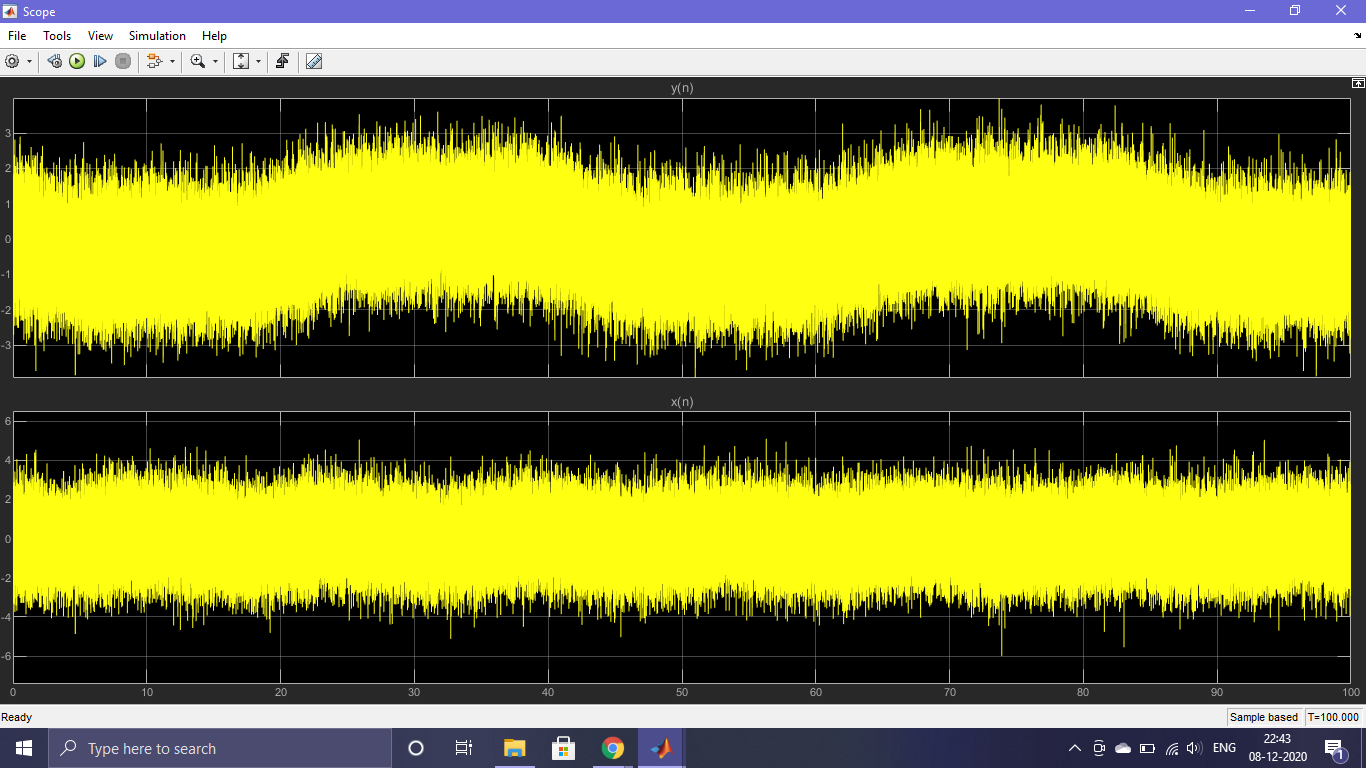 Scope
File Tools View Simulation Help
y(n)
3
2
1
0
-1
-2
-3
x(n)
6
4
2
0
-2
-4
-6
0 10 20 30 40 50 60 70 80 90 100
Ready
Sample based T=100.000
Type here to search
ENG
22:43
08-12-2020
1